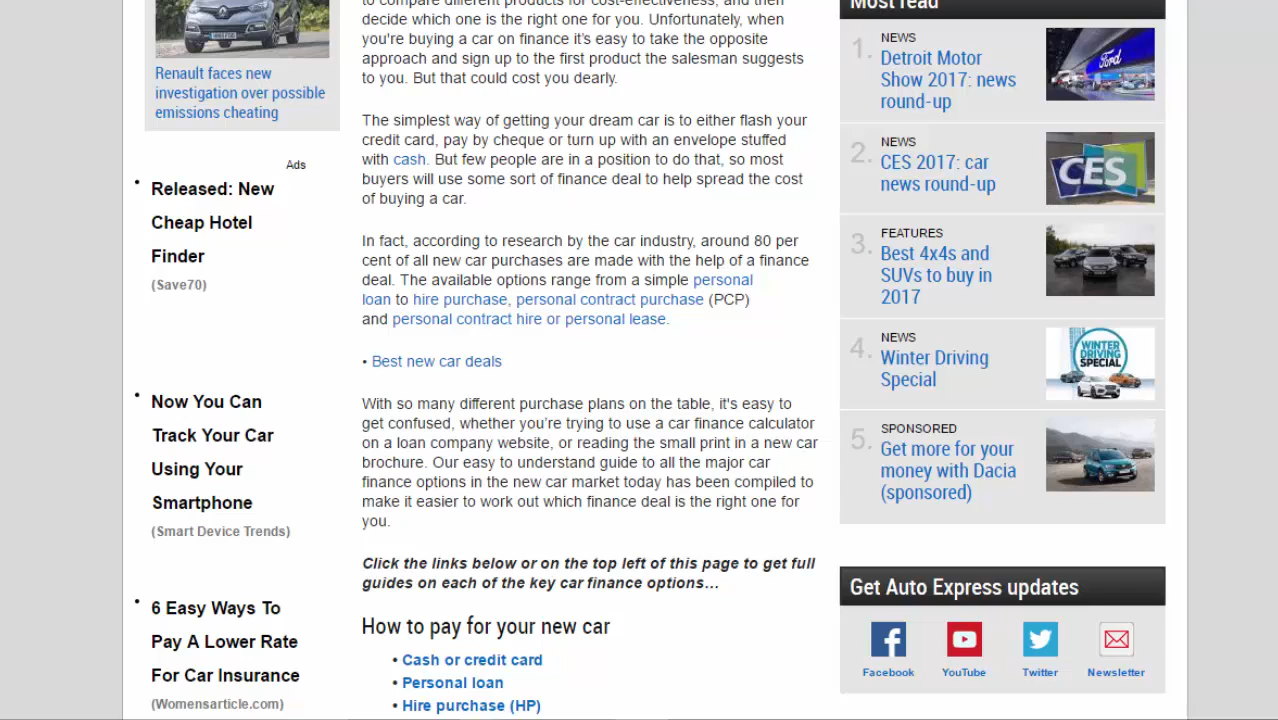 Renault faces new
investigation over possible
emissions cheating
Ads
• Released: New
Cheap Hotel
Finder
(Save70)
• Now You Can
Track Your Car
Using Your
Smartphone
(Smart Device Trends)
• 6 Easy Ways To
Pay A Lower Rate
For Car Insurance
(Womensarticle.com)
to compare different products for cost-effectiveness, and then
decide which one is the right one for you. Unfortunately, when
you're buying a car on finance it's easy to take the opposite
approach and sign up to the first product the salesman suggests
to you. But that could cost you dearly.
The simplest way of getting your dream car is to either flash your
credit card, pay by cheque or turn up with an envelope stuffed
with cash. But few people are in a position to do that, so most
buyers will use some sort of finance deal to help spread the cost
of buying a car.
In fact, according to research by the car industry, around 80 per
cent of all new car purchases are made with the help of a finance
deal. The available options range from a simple personal
loan to hire purchase, personal contract purchase (PCP)
and personal contract hire or personal lease.
• Best new car deals
With so many different purchase plans on the table, it's easy to
get confused, whether you're trying to use a car finance calculator
on a loan company website, or reading the small print in a new car
brochure. Our easy to understand guide to all the major car
finance options in the new car market today has been compiled to
make it easier to work out which finance deal is the right one for
you.
Click the links below or on the top left of this page to get full
guides on each of the key car finance options...
How to pay for your new car
• Cash or credit card
• Personal loan
• Hire purchase (HP)
Most read
1. NEWS
Detroit Motor
Show 2017: news
round-up
Ford
2. NEWS
CES 2017: car
news round-up
CES
3. FEATURES
Best 4x4s and
SUVs to buy in
2017
4. NEWS
Winter Driving
Special
WINTER
DRIVING
SPECIAL
5. SPONSORED
Get more for your
money with Dacia
(sponsored)
Get Auto Express updates
Facebook
YouTube
Twitter
Newsletter